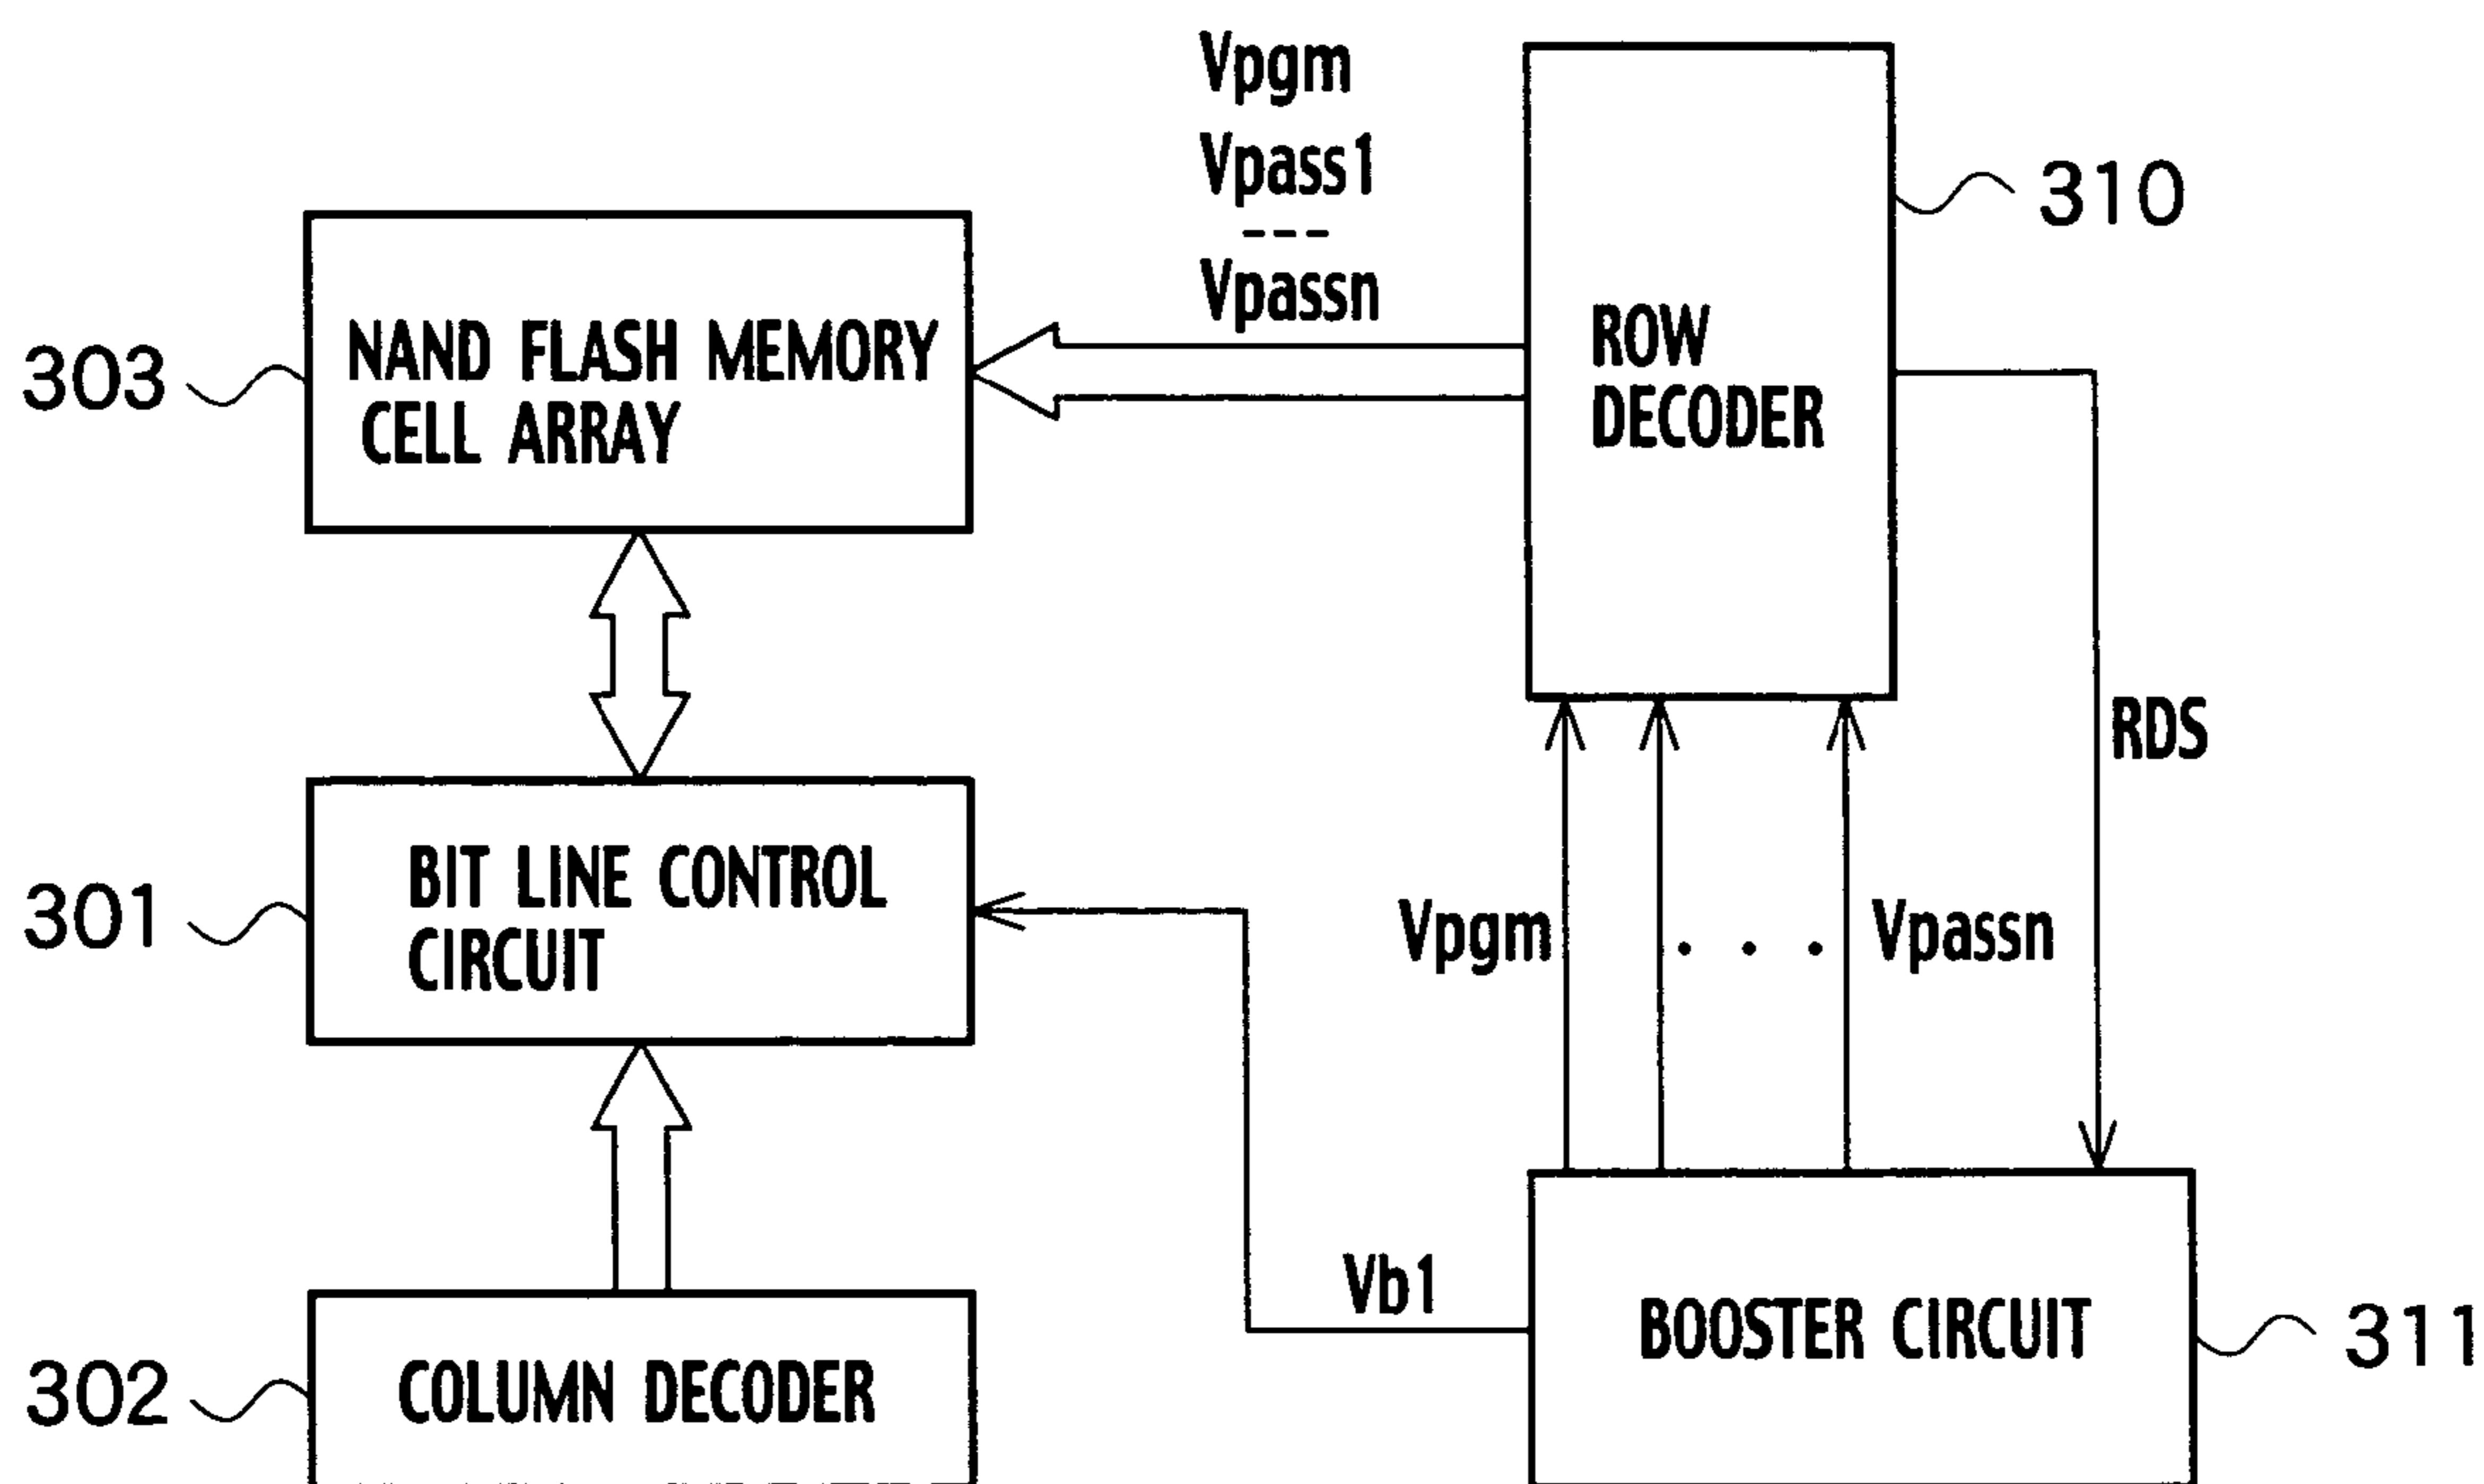 Vpgm
Vpass1
---
Vpassn
310
NAND FLASH MEMORY
CELL ARRAY
303
ROW
DECODER
RDS
BIT LINE CONTROL
CIRCUIT
301
Vpgm
. . .
Vpassn
Vb1
BOOSTER CIRCUIT
311
COLUMN DECODER
302